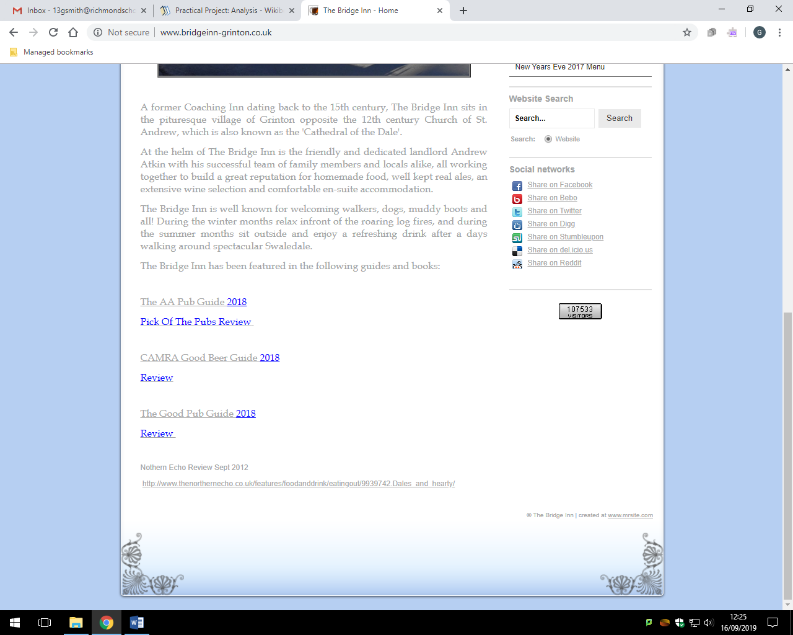 Inbox - 13gsmith@richmondscho
Practical Project: Analysis - Wikib
The Bridge Inn - Home
Not secure | www.bridgeinn-grinton.co.uk
G
Managed bookmarks
New Years Eve 2017 Menu
A former Coaching Inn dating back to the 15th century, The Bridge Inn sits in
the picturesque village of Grinton opposite the 12th century Church of St.
Andrew, which is also known as the 'Cathedral of the Dale'.
At the helm of The Bridge Inn is the friendly and dedicated landlord Andrew
Atkin with his successful team of family members and locals alike, all working
together to build a great reputation for homemade food, well kept real ales, an
extensive wine selection and comfortable en-suite accommodation.
The Bridge Inn is well known for welcoming walkers, dogs, muddy boots and
all! During the winter months relax infront of the roaring log fires, and during
the summer months sit outside and enjoy a refreshing drink after a days
walking around spectacular Swaledale.
The Bridge Inn has been featured in the following guides and books:
The AA Pub Guide 2018
Pick Of The Pubs Review
CAMRA Good Beer Guide 2018
Review
The Good Pub Guide 2018
Review
Nothern Echo Review Sept 2012
http://www.thenorthernecho.co.uk/features/foodanddrink/eatingout/9939742.Dales_and_hearty/
Website Search
Search...
Search
Search: Website
Social networks
Share on Facebook
Share on Bebo
Share on Twitter
Share on Digg
Share on Stumbleupon
Share on del.icio.us
Share on Reddit
107533
VISITORS
© The Bridge Inn | created at www.mrsite.com
12:25
16/09/2019